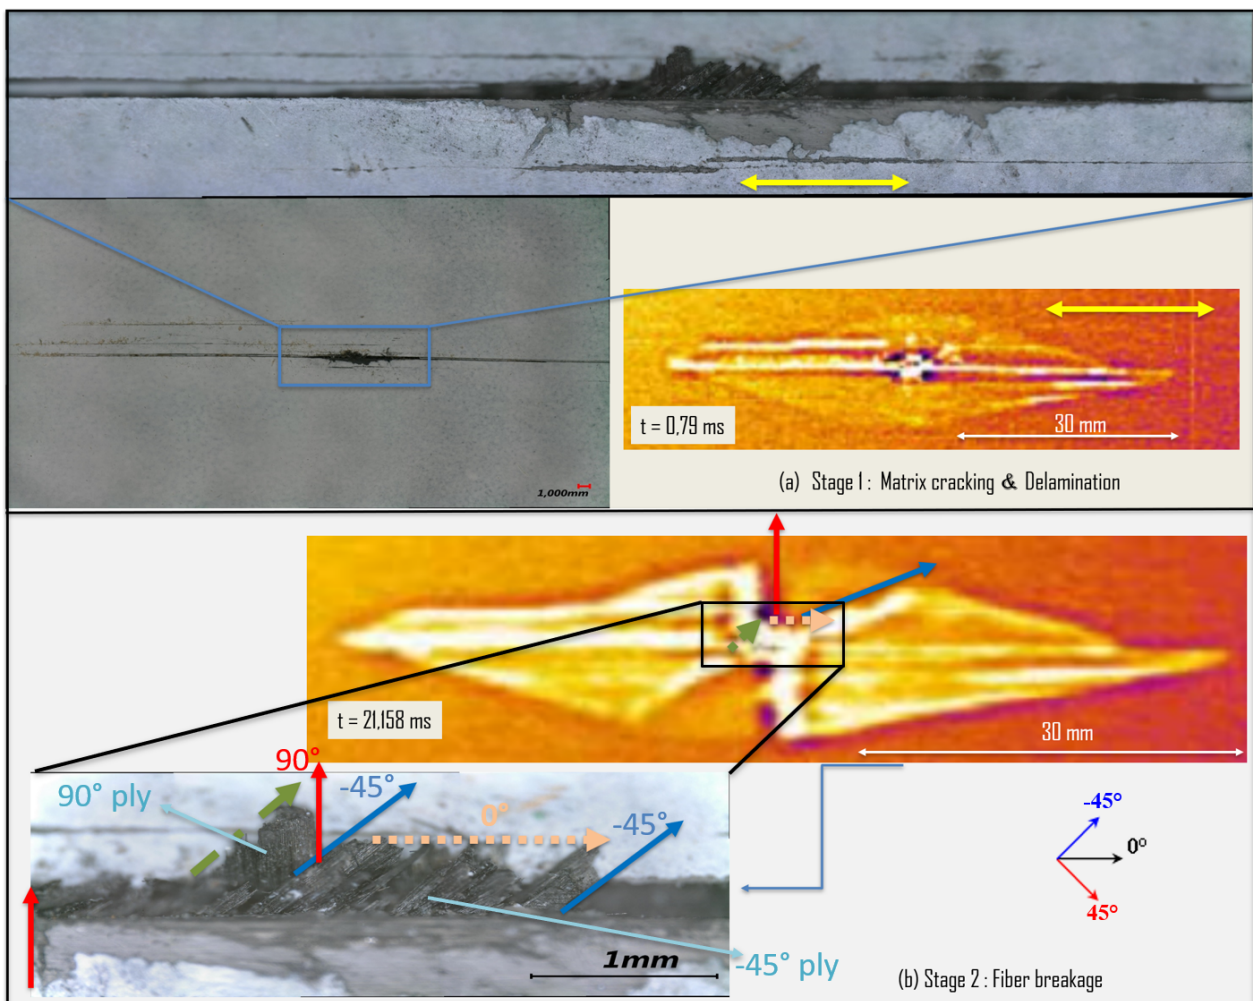 t = 0,79 ms
30 mm
1,000mm
(a) Stage 1 : Matrix cracking & Delamination
t = 21,158 ms
30 mm
90°
-45°
90° ply
0°
-45°
-45°
0°
45°
1mm
-45° ply
(b) Stage 2 : Fiber breakage